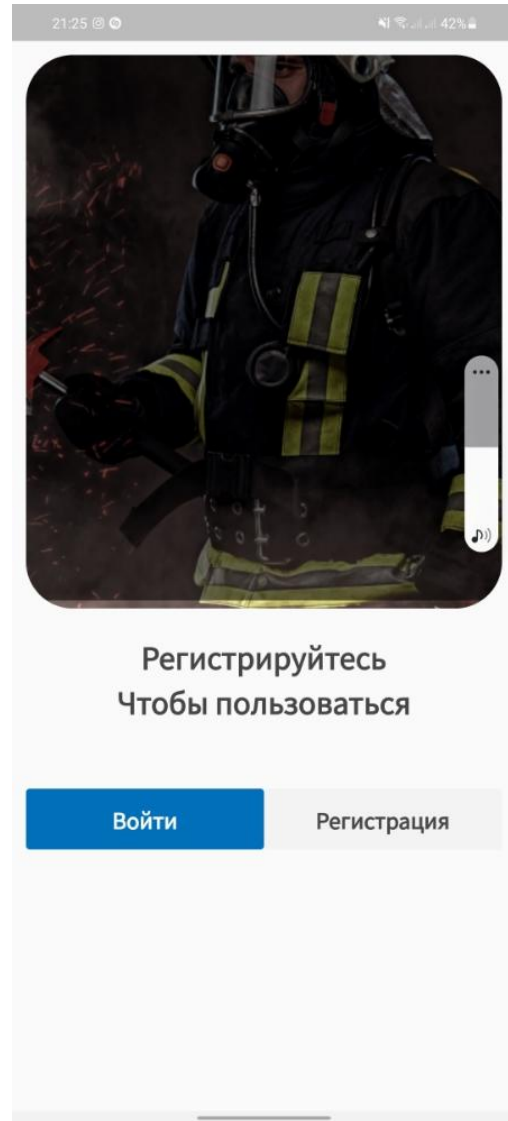 21:25 42%
Регистрируйтесь
Чтобы пользоваться
Войти Регистрация